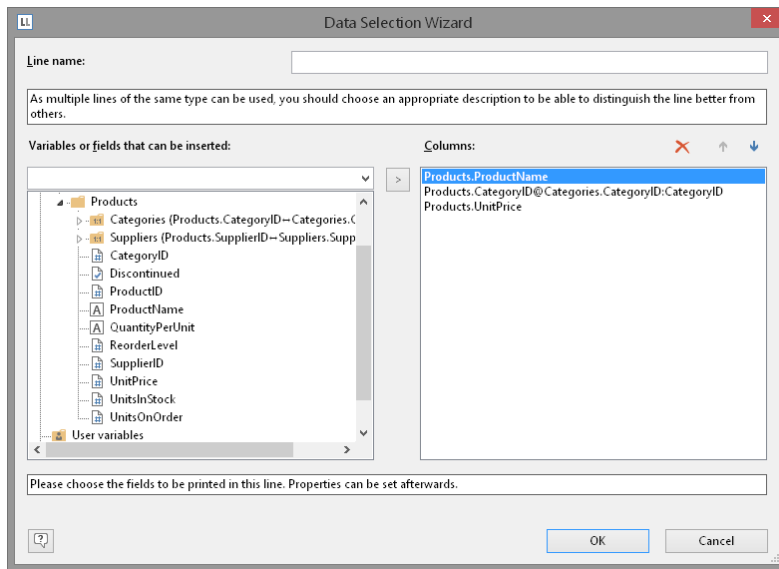 LL
Data Selection Wizard
Line name:
As multiple lines of the same type can be used, you should choose an appropriate description to be able to distinguish the line better from
others.
Variables or fields that can be inserted:
Columns:
>
Products
Categories {Products.CategoryID↔Categories.C
Suppliers {Products.SupplierID↔Suppliers.Supp
CategoryID
Discontinued
ProductID
ProductName
QuantityPerUnit
ReorderLevel
SupplierID
UnitPrice
UnitsInStock
UnitsOnOrder
User variables
Products.ProductName
Products.CategoryID@Categories.CategoryID:CategoryID
Products.UnitPrice
Please choose the fields to be printed in this line. Properties can be set afterwards.
OK
Cancel